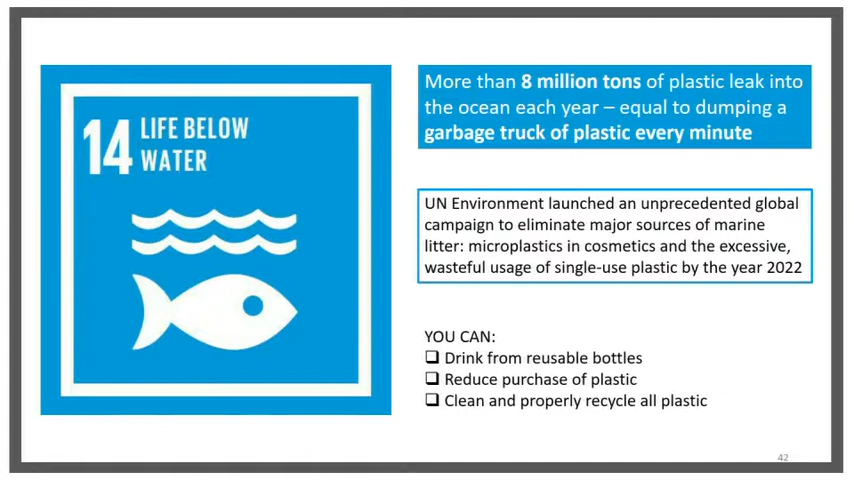 14 LIFE BELOW
WATER
More than 8 million tons of plastic leak into
the ocean each year – equal to dumping a
garbage truck of plastic every minute
UN Environment launched an unprecedented global
campaign to eliminate major sources of marine
litter: microplastics in cosmetics and the excessive,
wasteful usage of single-use plastic by the year 2022
YOU CAN:
❑ Drink from reusable bottles
❑ Reduce purchase of plastic
❑ Clean and properly recycle all plastic
42